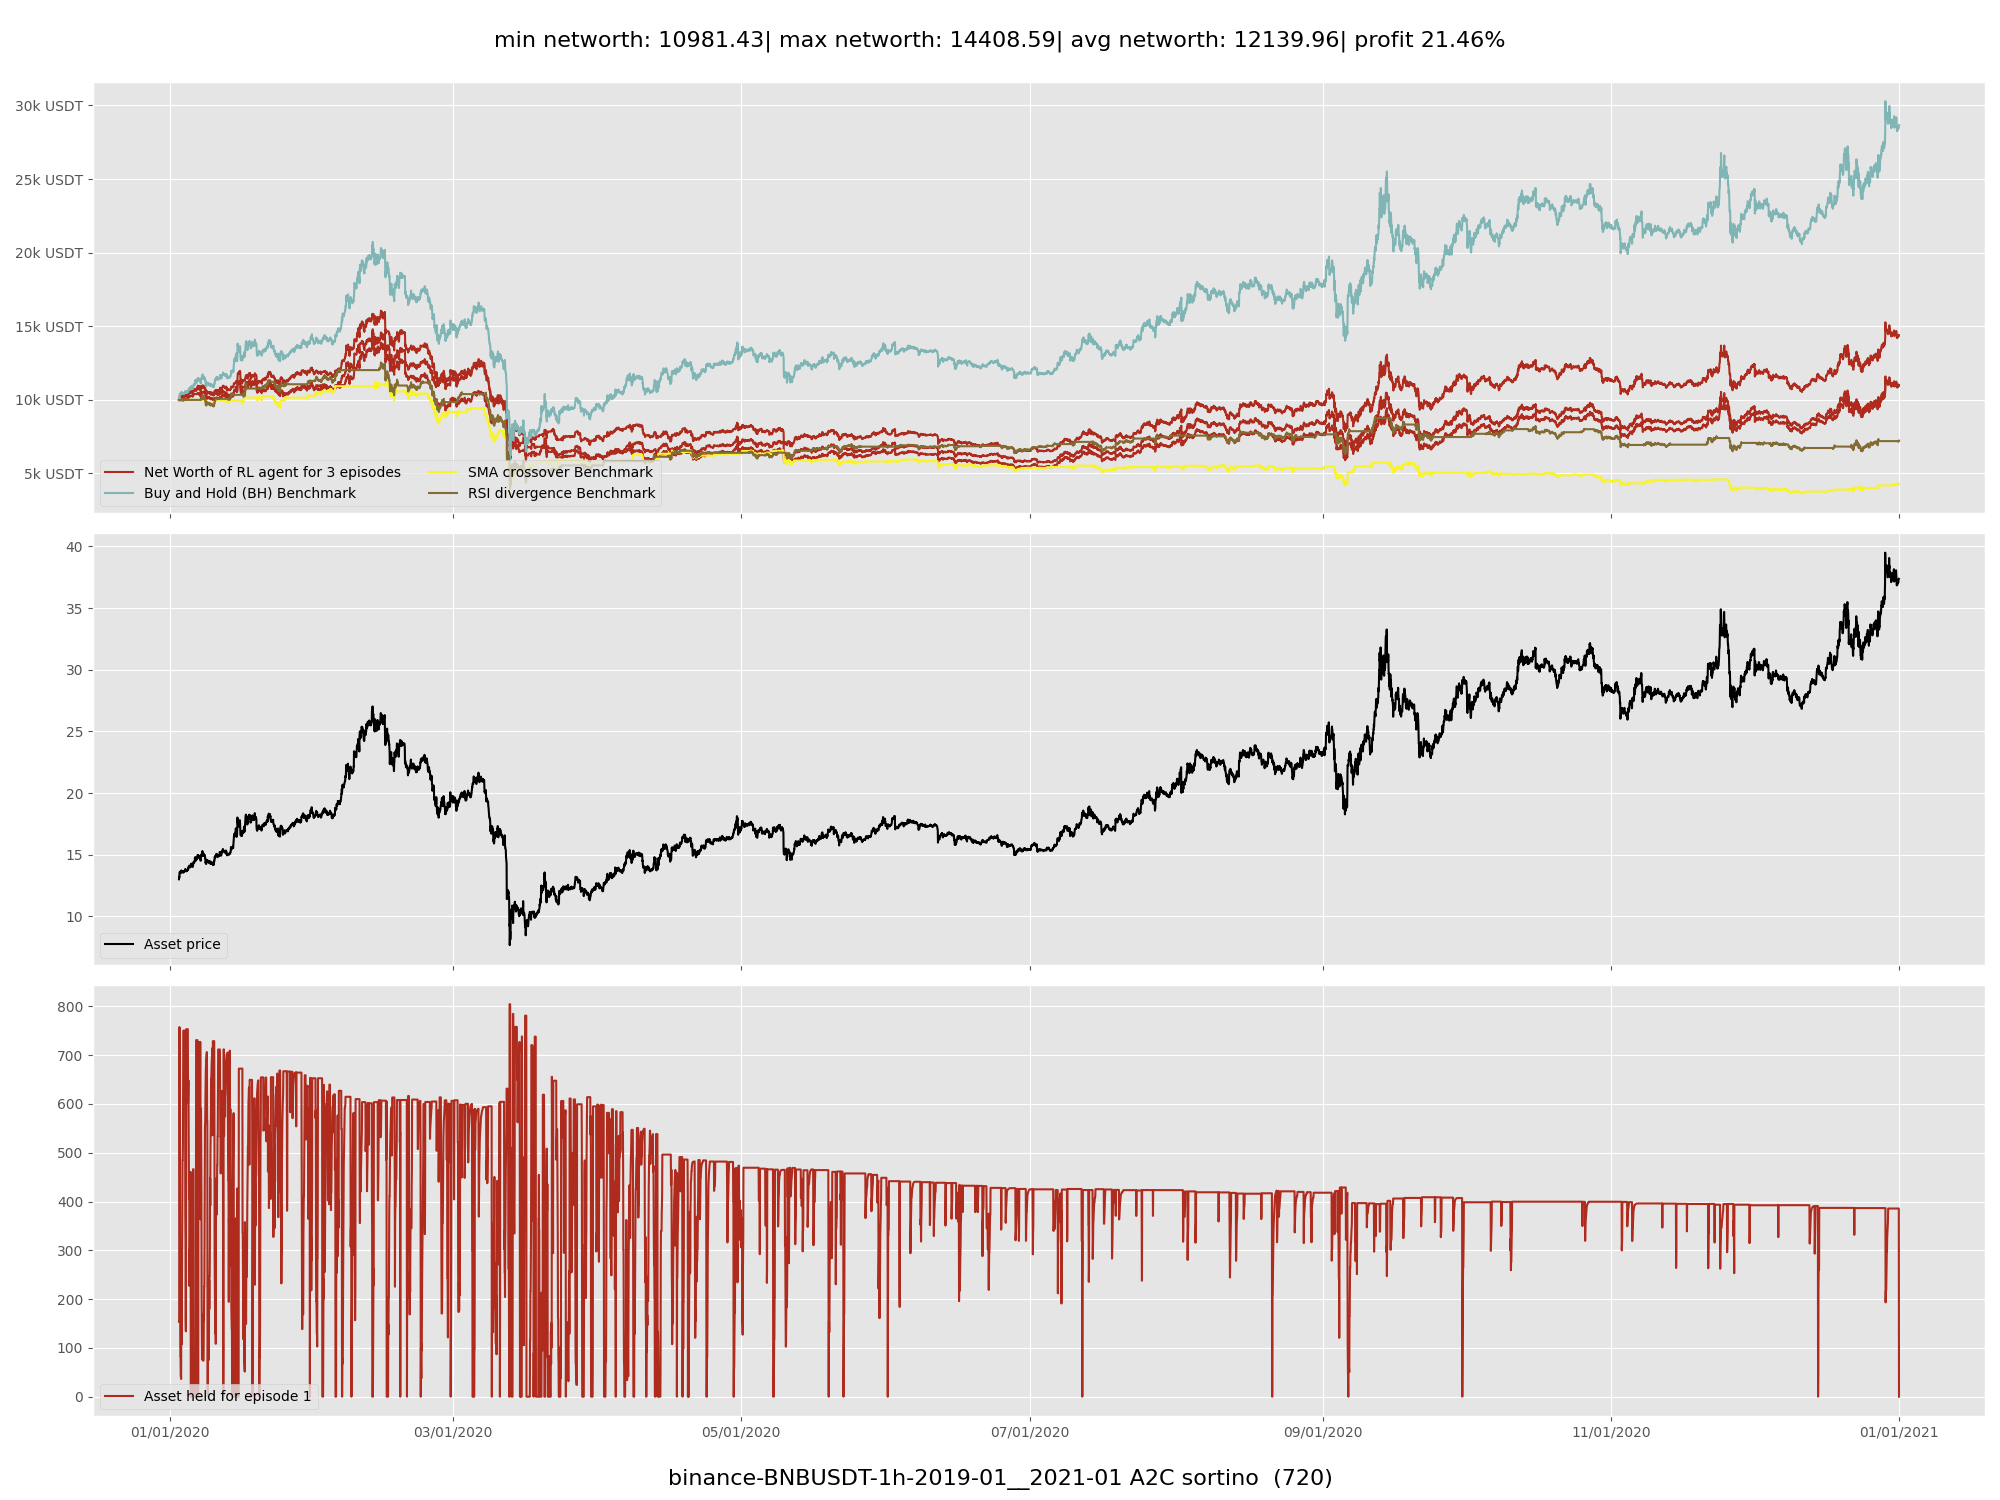 min networth: 10981.43| max networth: 14408.59| avg networth: 12139.96| profit 21.46%
30k USDT
25k USDT
20k USDT
15k USDT
10k USDT
5k USDT
Net Worth of RL agent for 3 episodes
Buy and Hold (BH) Benchmark
SMA crossover Benchmark
RSI divergence Benchmark
40
35
30
25
20
15
10
Asset price
800
700
600
500
400
300
200
100
0
Asset held for episode 1
01/01/2020 03/01/2020 05/01/2020 07/01/2020 09/01/2020 11/01/2020 01/01/2021
binance-BNBUSDT-1h-2019-01__2021-01 A2C sortino (720)